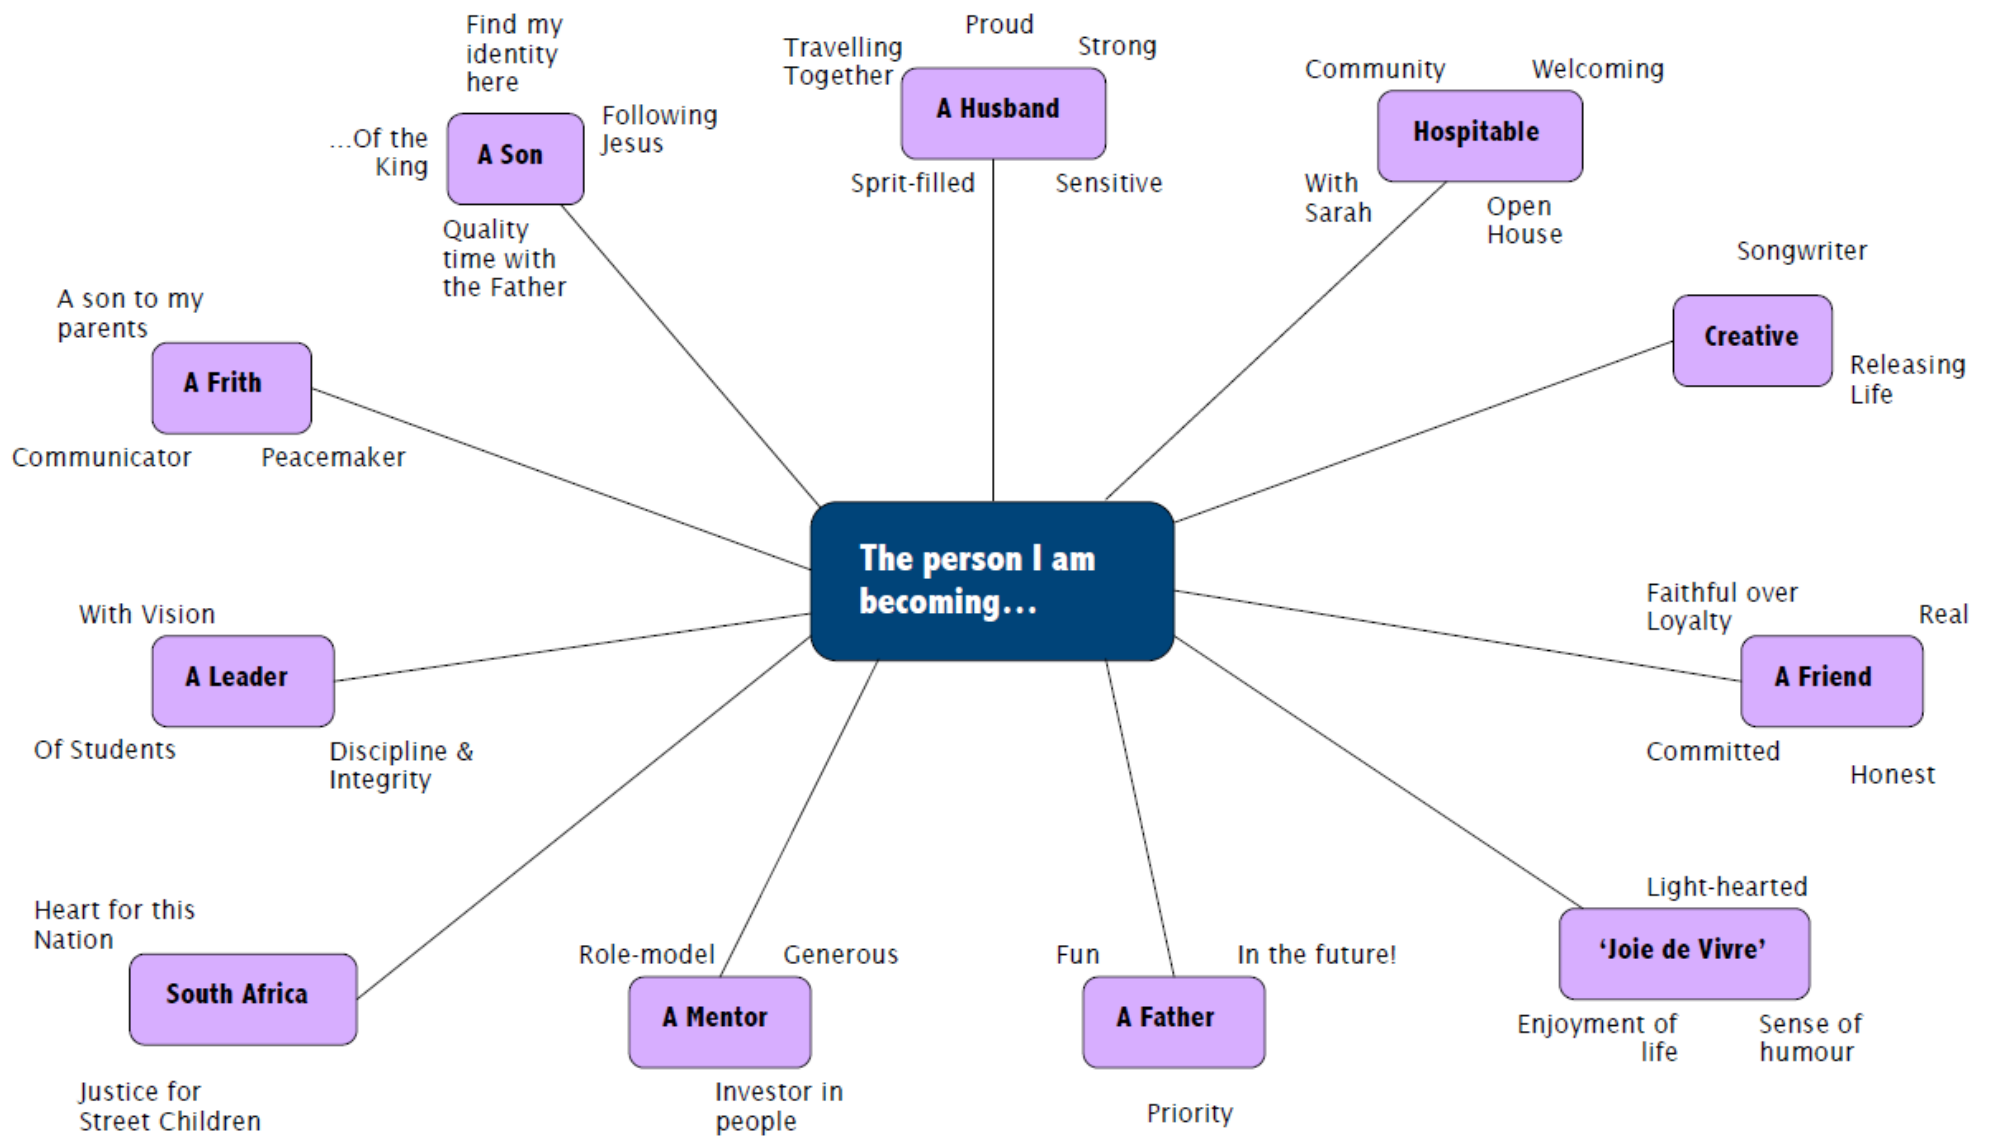 Find my
identity
here
...Of the
King
A Son
Following
Jesus
Quality
time with
the Father
Proud
Travelling
Together
Strong
A Husband
Sprit-filled
Sensitive
Community
Welcoming
Hospitable
With
Sarah
Open
House
Songwriter
Creative
Releasing
Life
A son to my
parents
A Frith
Communicator
Peacemaker
The person I am
becoming...
With Vision
A Leader
Of Students
Discipline &
Integrity
Faithful over
Loyalty
Real
A Friend
Committed
Honest
Heart for this
Nation
South Africa
Justice for
Street Children
Role-model
Generous
A Mentor
Investor in
people
Fun
In the future!
A Father
Priority
Light-hearted
‘Joie de Vivre’
Enjoyment of
life
Sense of
humour